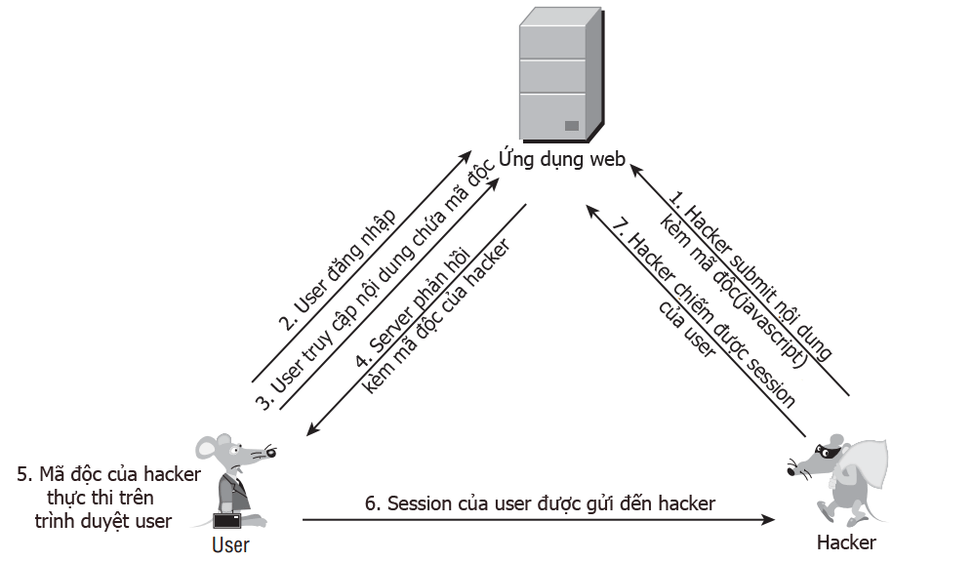 Ứng dụng web
1. Hacker submit nội dung
kèm mã độc(javascript)
2. User đăng nhập
3. User truy cập nội dung chứa mã độc
4. Server phản hồi
kèm mã độc của hacker
5. Mã độc của hacker
thực thi trên
trình duyệt user
6. Session của user được gửi đến hacker
7. Hacker chiếm được session
của user
User
Hacker